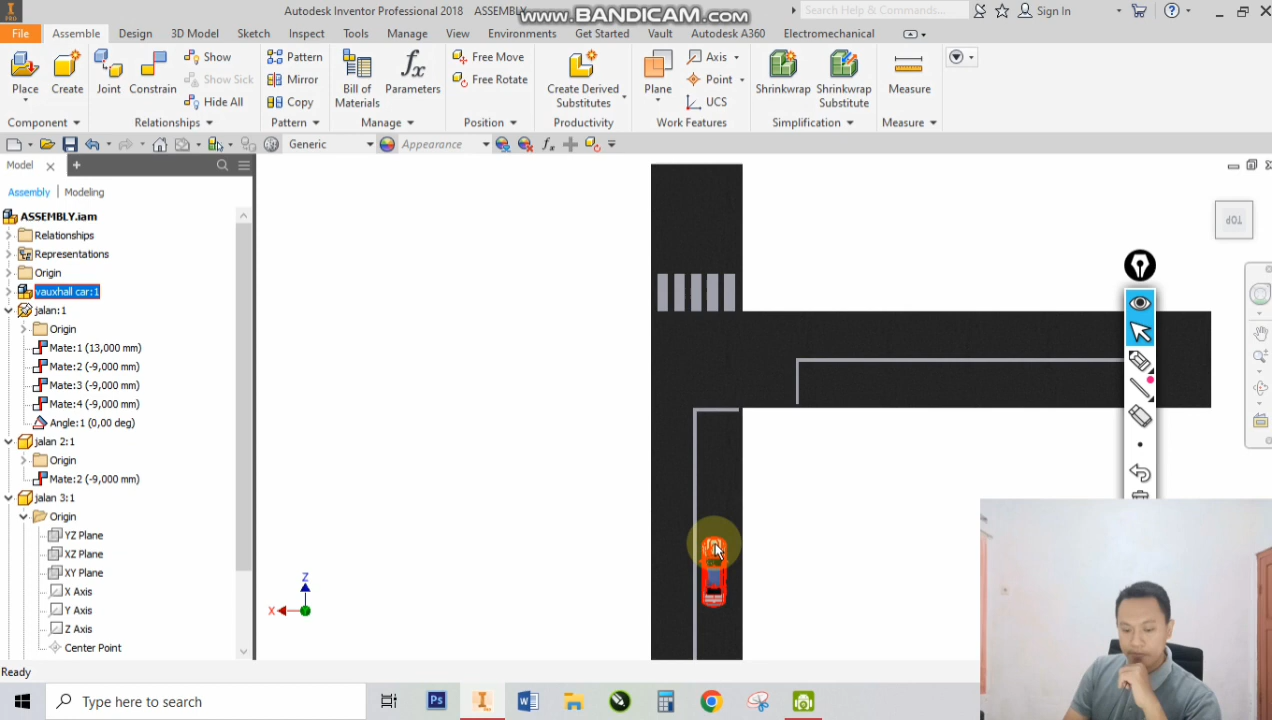 Autodesk Inventor Professional 2018 ASSEMBLY.
www.BANDICAM.com
Search Help & Commands...
Sign In
File Assemble Design 3D Model Sketch Inspect Tools Manage View Environments Get Started Vault Autodesk A360 Electromechanical
PRO
Place
Create
Component
Joint
Constrain
Show
Show Sick
Hide All
Relationships
Pattern
Mirror
Copy
Pattern
Bill of
Materials
Parameters
Manage
Free Move
Free Rotate
Position
Create Derived
Substitutes
Productivity
Plane
Axis
Point
UCS
Work Features
Shrinkwrap
Shrinkwrap
Substitute
Simplification
Measure
Measure
Generic
Appearance
Model
Assembly | Modeling
ASSEMBLY.iam
Relationships
Representations
Origin
vauxhall car:1
jalan:1
Origin
Mate:1 (13,000 mm)
Mate:2 (-9,000 mm)
Mate:3 (-9,000 mm)
Mate:4 (-9,000 mm)
Angle:1 (0,00 deg)
jalan 2:1
Origin
Mate:2 (-9,000 mm)
jalan 3:1
Origin
YZ Plane
XZ Plane
XY Plane
X Axis
Y Axis
Z Axis
Center Point
TOP
Z
X
Ready
Type here to search
Ps